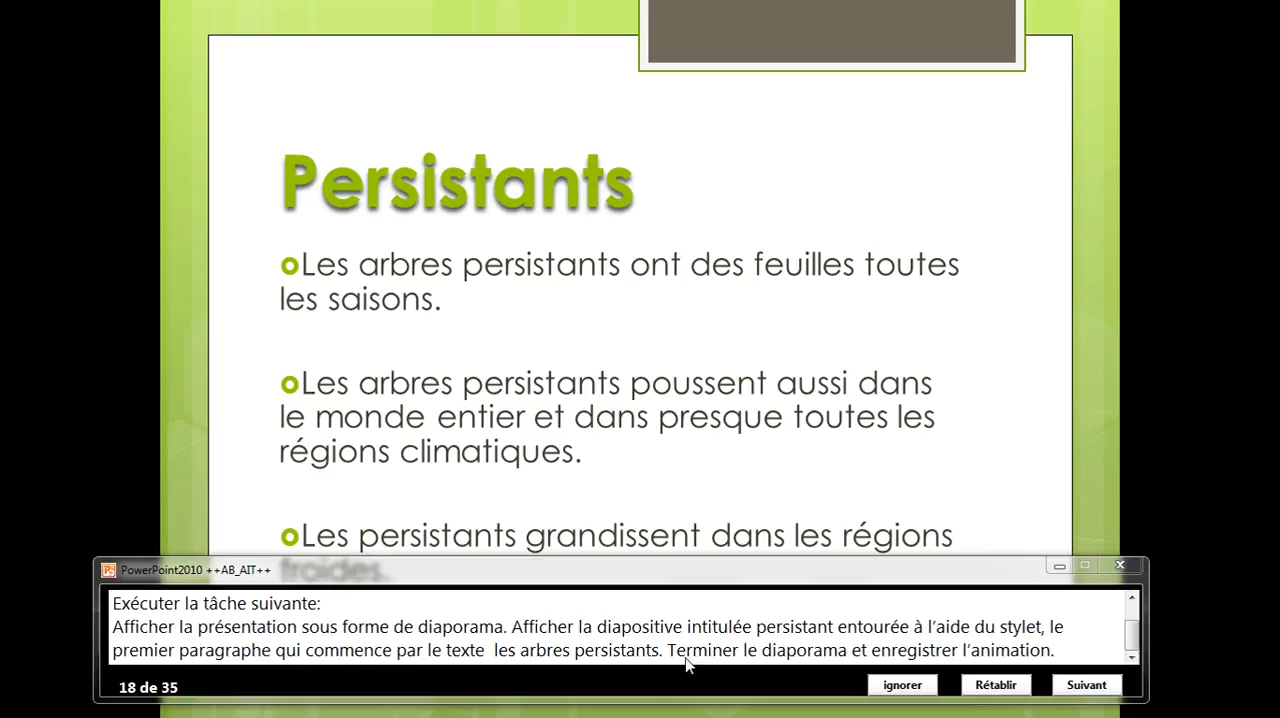 Persistants
Les arbres persistants ont des feuilles toutes
les saisons.
Les arbres persistants poussent aussi dans
le monde entier et dans presque toutes les
régions climatiques.
Les persistants grandissent dans les régions
froides.
PowerPoint2010 ++AB_AIT++
Exécuter la tâche suivante:
Afficher la présentation sous forme de diaporama. Afficher la diapositive intitulée persistant entourée à l'aide du stylet, le
premier paragraphe qui commence par le texte  les arbres persistants. Terminer le diaporama et enregistrer l'animation.
18 de 35
ignorer
Rétablir
Suivant